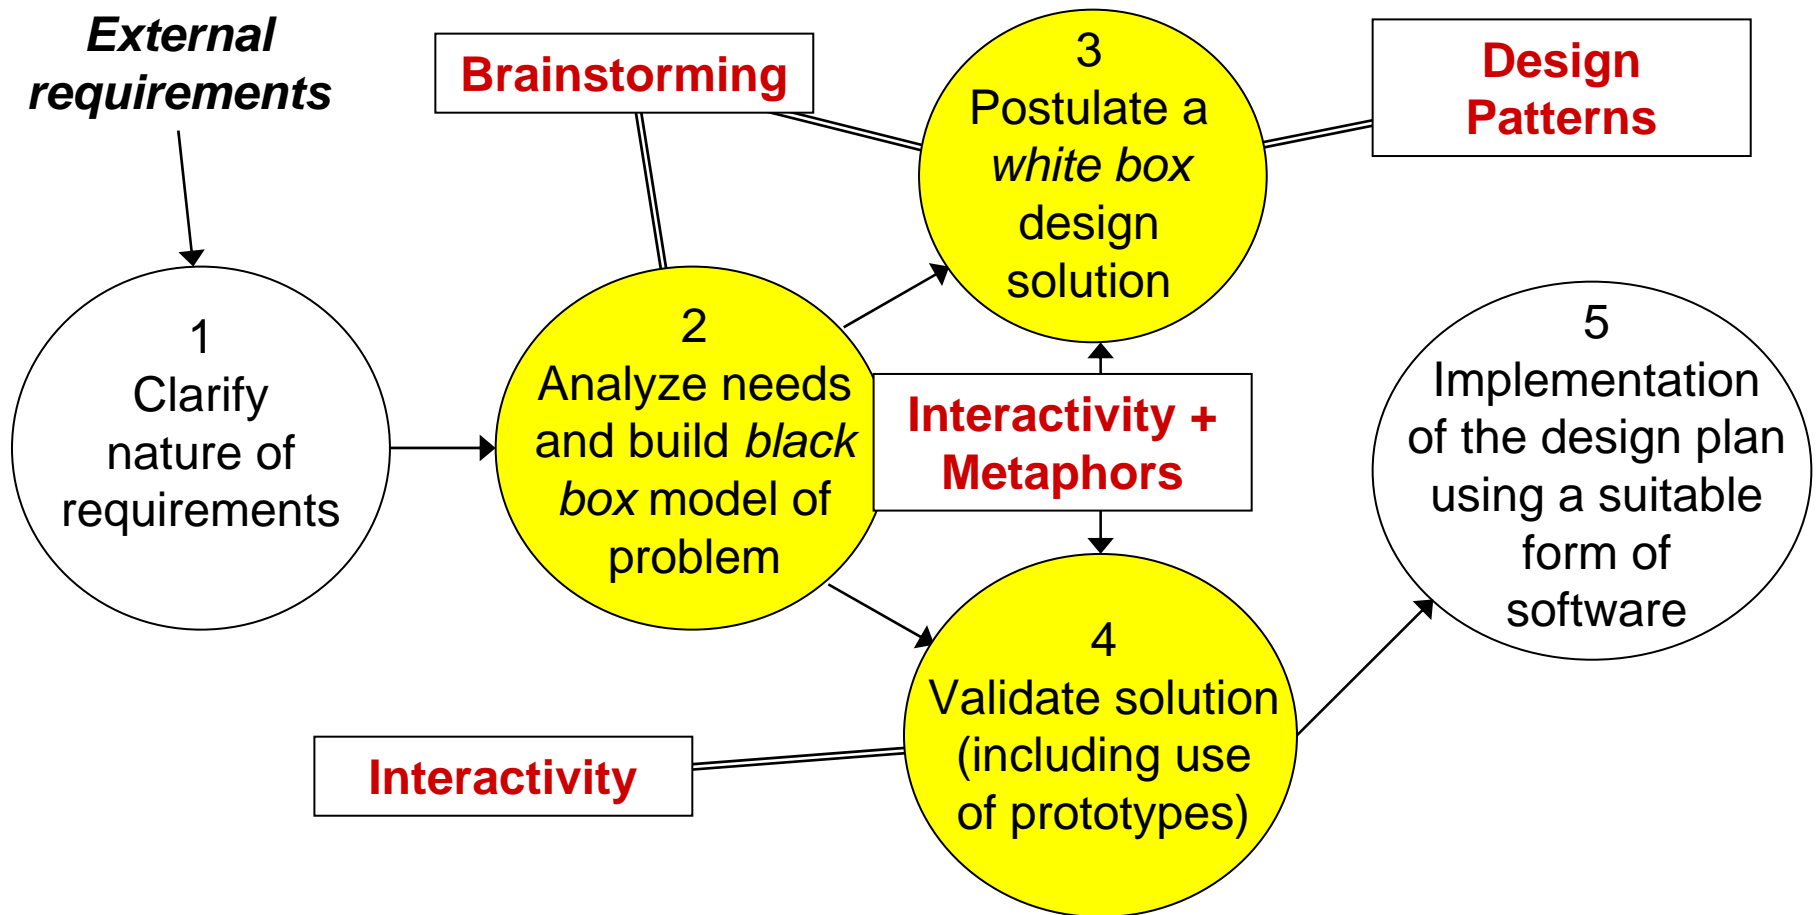 External
requirements
Brainstorming
3
Postulate a
white box
design
solution
Design
Patterns
1
Clarify
nature of
requirements
2
Analyze needs
and build black
box model of
problem
Interactivity +
Metaphors
5
Implementation
of the design plan
using a suitable
form of
software
4
Validate solution
(including use
of prototypes)
Interactivity